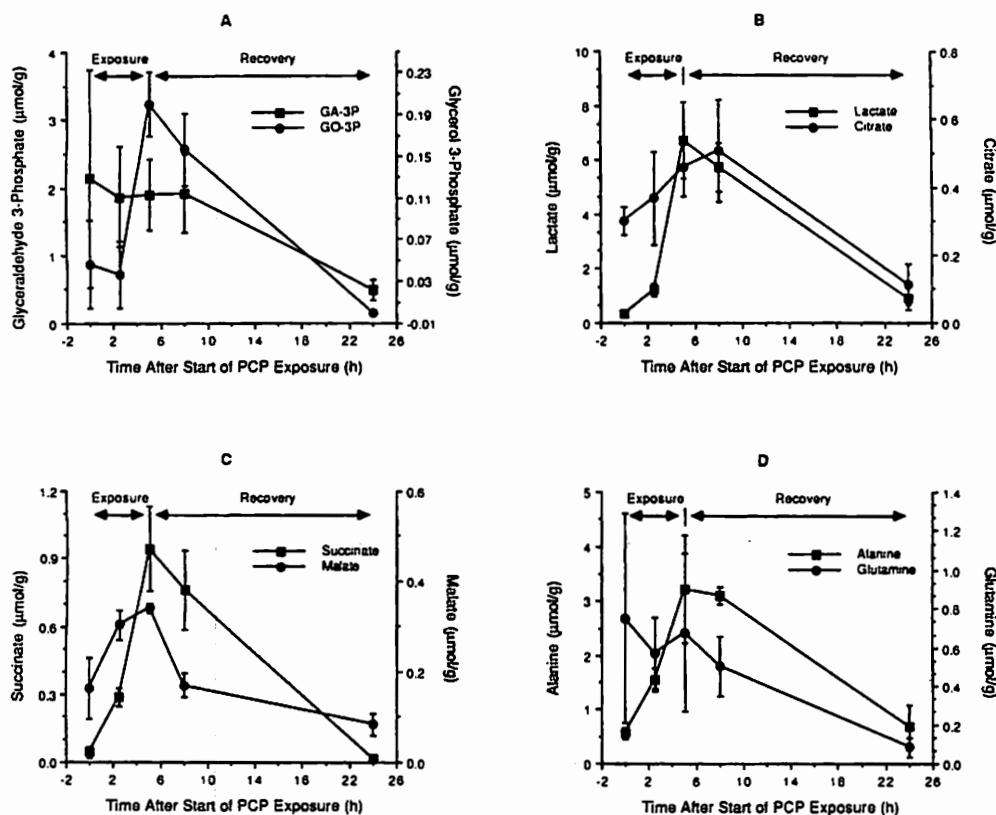 A
Exposure
Recovery
GA-3P
GO-3P
Glyceraldehyde 3-Phosphate (µmol/g)
4
3
2
1
0
Glycerol 3-Phosphate (µmol/g)
0.23
0.19
0.15
0.11
0.07
0.03
-0.01
-2 2 6 10 14 18 22 26
Time After Start of PCP Exposure (h)
B
Exposure
Recovery
Lactate
Citrate
Lactate (µmol/g)
10
8
6
4
2
0
Citrate (µmol/g)
0.8
0.6
0.4
0.2
0.0
-2 2 6 10 14 18 22 26
Time After Start of PCP Exposure (h)
C
Exposure
Recovery
Succinate
Malate
Succinate (µmol/g)
1.2
0.9
0.6
0.3
0.0
Malate (µmol/g)
0.6
0.4
0.2
0.0
-2 2 6 10 14 18 22 26
Time After Start of PCP Exposure (h)
D
Exposure
Recovery
Alanine
Glutamine
Alanine (µmol/g)
5
4
3
2
1
0
Glutamine (µmol/g)
1.4
1.2
1.0
0.8
0.6
0.4
0.2
0.0
-2 2 6 10 14 18 22 26
Time After Start of PCP Exposure (h)